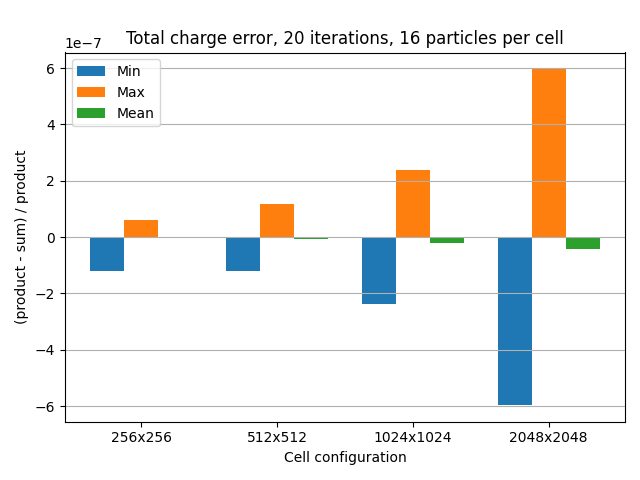 Total charge error, 20 iterations, 16 particles per cell
1e−7
Min
Max
Mean
6
4
2
0
−2
−4
−6
(product - sum) / product
256x256
512x512
1024x1024
2048x2048
Cell configuration